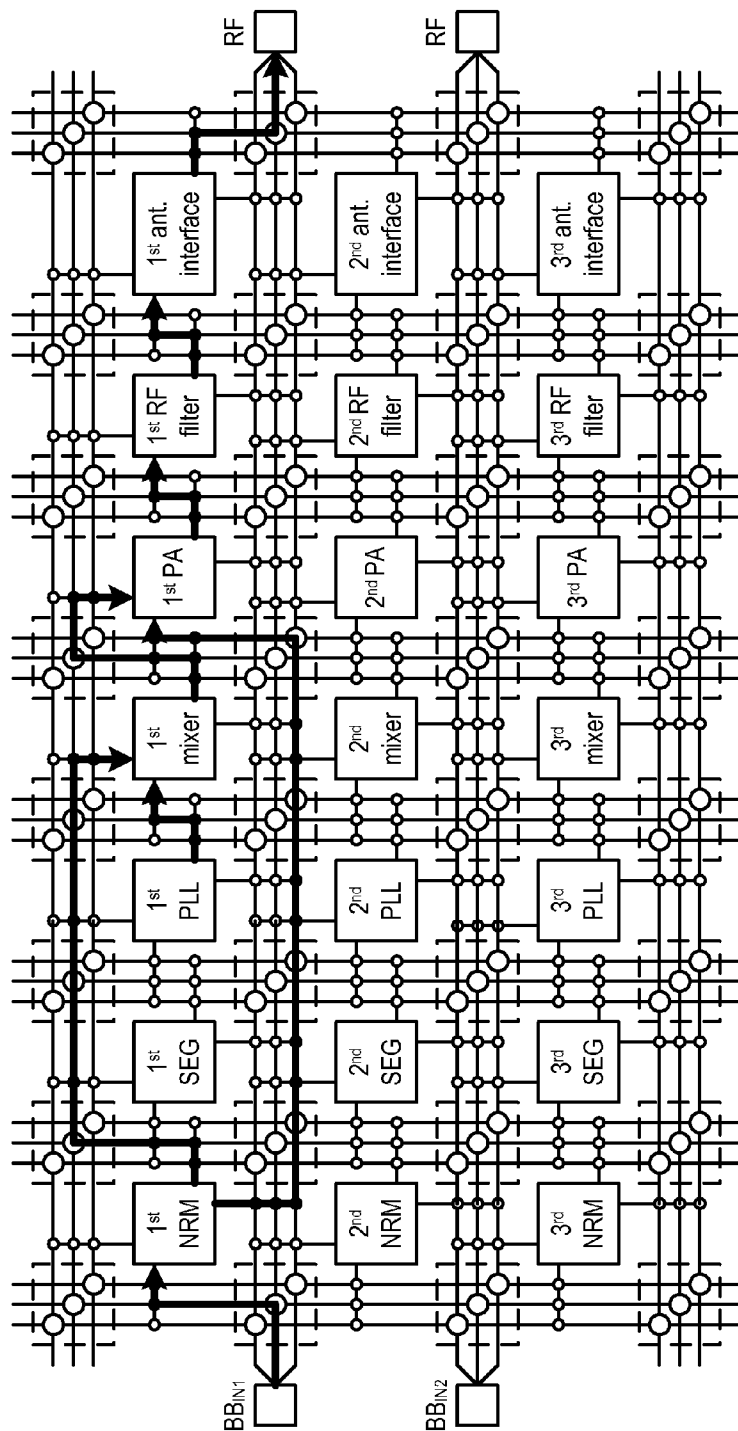 RF
RF
1st ant.
interface
2nd ant.
interface
3rd ant.
interface
1st RF
filter
2nd RF
filter
3rd RF
filter
1st PA
2nd PA
3rd PA
1st
mixer
2nd
mixer
3rd
mixer
1st
PLL
2nd
PLL
3rd
PLL
1st
SEG
2nd
SEG
3rd
SEG
1st
NRM
2nd
NRM
3rd
NRM
BBIN1
BBIN2